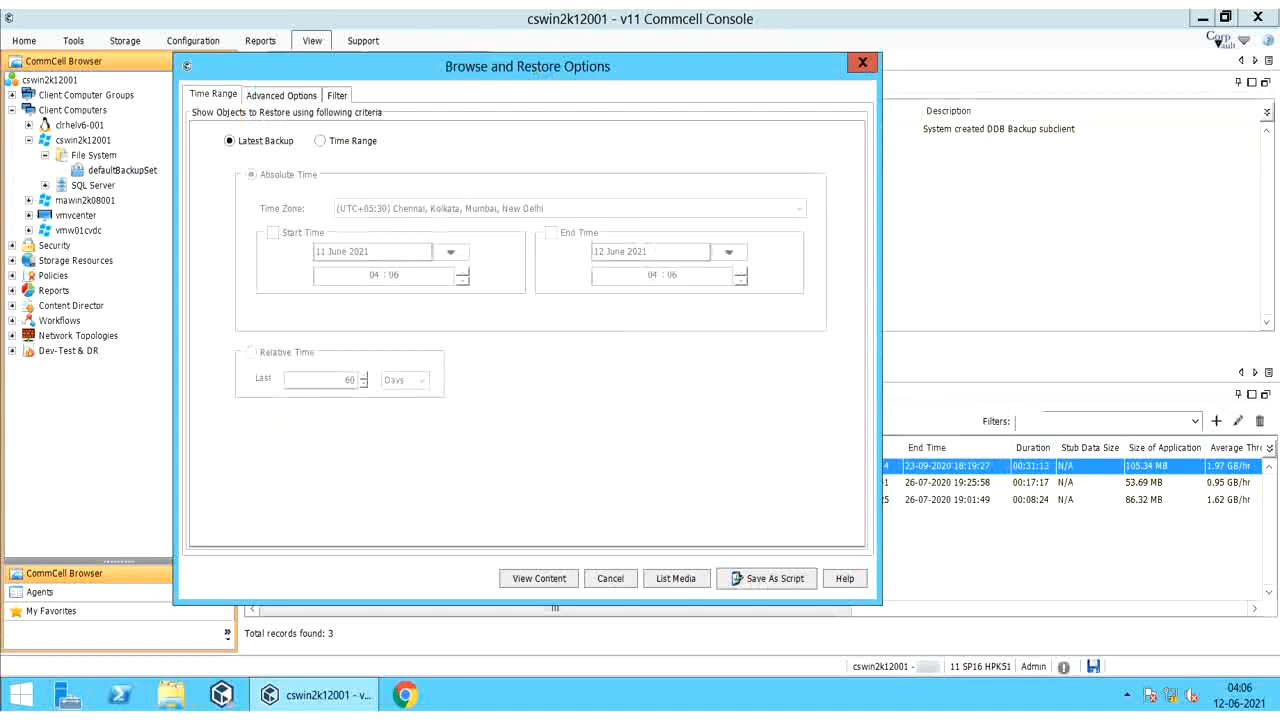 cswin2k12001 - v11 Commcell Console
Home Tools Storage Configuration Reports View Support
CommCell Browser
cswin2k12001
Client Computer Groups
Client Computers
clrhelv6-001
cswin2k12001
File System
defaultBackupSet
SQL Server
mawin2k08001
vmvcenter
vmw01cvdc
Security
Storage Resources
Policies
Reports
Content Director
Workflows
Network Topologies
Dev-Test & DR
CommCell Browser
Agents
My Favorites
Browse and Restore Options
X
Time Range Advanced Options Filter
Show Objects to Restore using following criteria
Latest Backup Time Range
Absolute Time
Time Zone: (UTC+05:30) Chennai, Kolkata, Mumbai, New Delhi
Start Time End Time
11 June 2021 12 June 2021
04 : 06 04 : 06
Relative Time
Last 60 Days
View Content Cancel List Media Save As Script Help
Description
System created DDB Backup subclient
Filters:
End Time Duration Stub Data Size Size of Application Average Thr
4 23-09-2020 18:19:27 00:31:13 N/A 105.34 MB 1.97 GB/hr
26-07-2020 19:25:58 00:17:17 N/A 53.69 MB 0.95 GB/hr
26-07-2020 19:01:49 00:08:24 N/A 86.32 MB 1.62 GB/hr
Total records found: 3
cswin2k12001 - 11 SP16 HPK51 Admin
cswin2k12001 - v... 04:06
12-06-2021